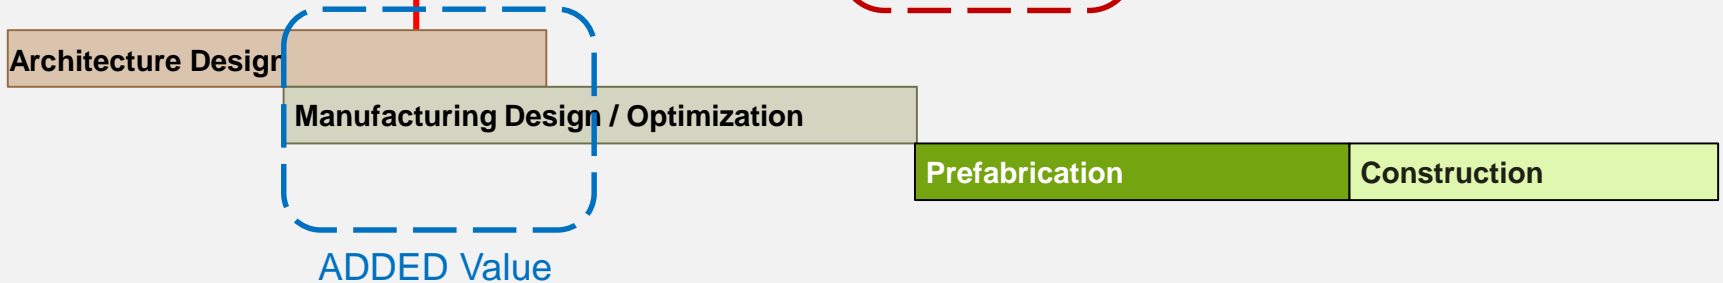 Architecture Design
Manufacturing Design / Optimization
Prefabrication
Construction
ADDED Value